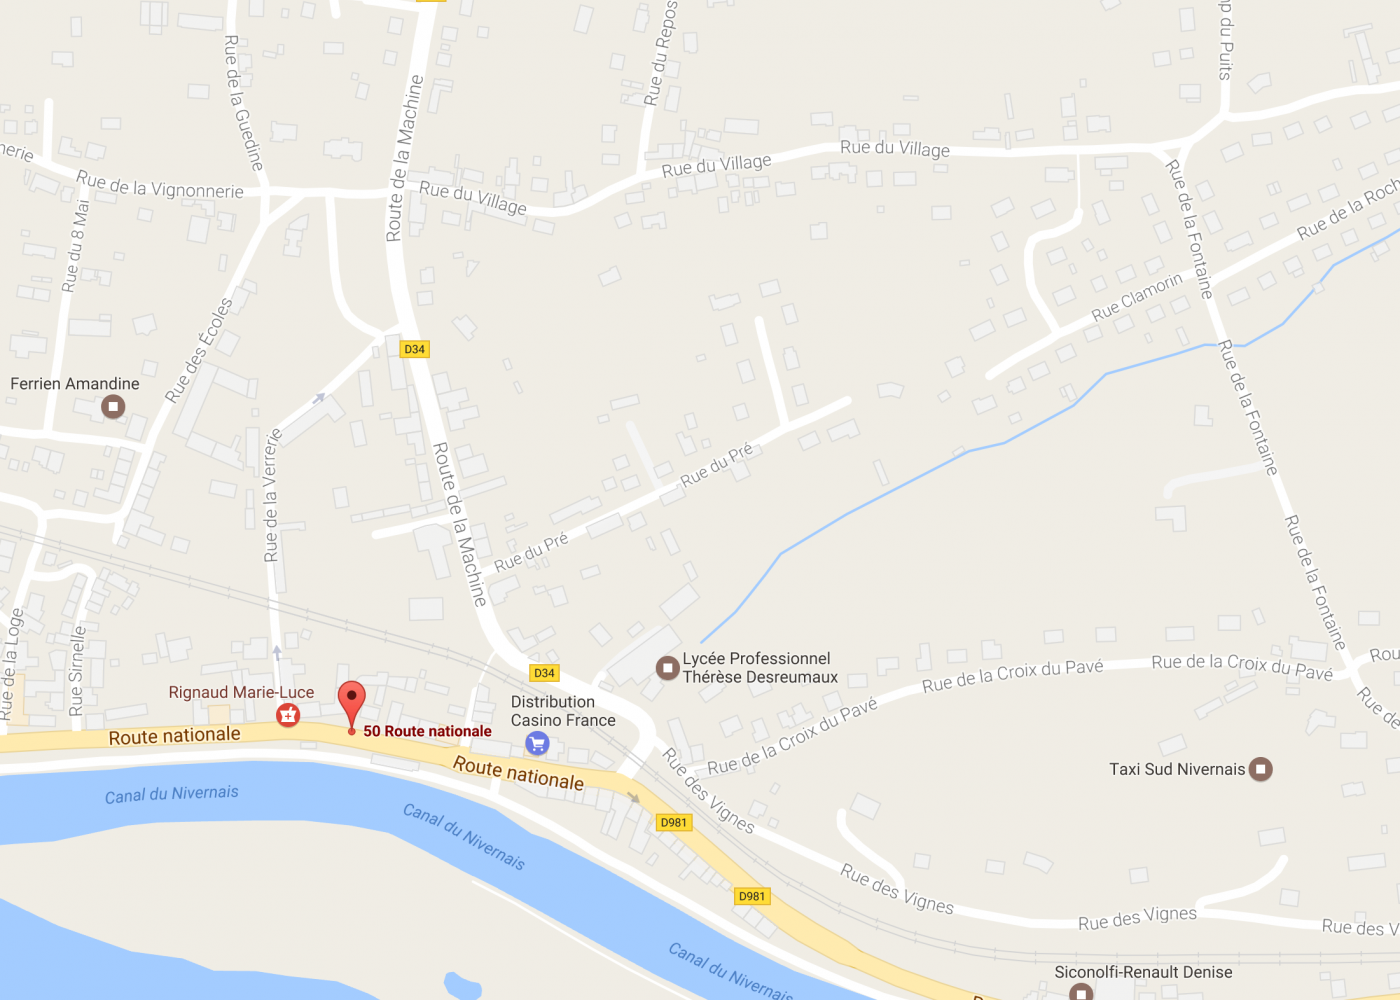 Rue de la Guedine
Route de la Machine
Rue du Repos
Rue du Village
Rue du Village
Rue du Village
Rue de la Vignonnerie
Rue du 8 Mai
Rue des Écoles
D34
Ferrien Amandine
Rue de la Verrerie
Route de la Machine
Rue du Pré
Rue du Pré
Rue de la Fontaine
Rue Clamorin
Rue de la Fontaine
Rue de la Fontaine
Rue de la Loge
Rue Sirnelle
Rignaud Marie-Luce
50 Route nationale
Route nationale
Route nationale
D34
Distribution
Casino France
Lycée Professionnel
Thérèse Desreumaux
Rue de la Croix du Pavé
Rue de la Croix du Pavé
Rue de la Croix du Pavé
Rue des Vignes
Taxi Sud Nivernais
Canal du Nivernais
Canal du Nivernais
D981
D981
Rue des Vignes
Rue des Vignes
Rue des V
Canal du Nivernais
Siconolfi-Renault Denise